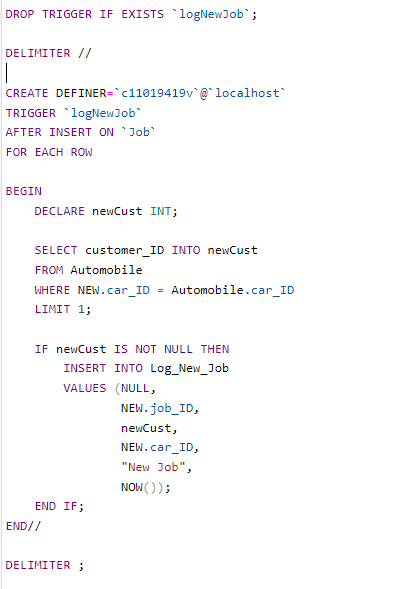 DROP TRIGGER IF EXISTS `logNewJob`;
DELIMITER //
CREATE DEFINER=`c11019419v`@`localhost`
TRIGGER `logNewJob`
AFTER INSERT ON `Job`
FOR EACH ROW
BEGIN
    DECLARE newCust INT;
    SELECT customer_ID INTO newCust
    FROM Automobile
    WHERE NEW.car_ID = Automobile.car_ID
    LIMIT 1;
    IF newCust IS NOT NULL THEN
        INSERT INTO Log_New_Job
        VALUES (NULL,
                NEW.job_ID,
                newCust,
                NEW.car_ID,
                "New Job",
                NOW());
    END IF;
END//
DELIMITER ;